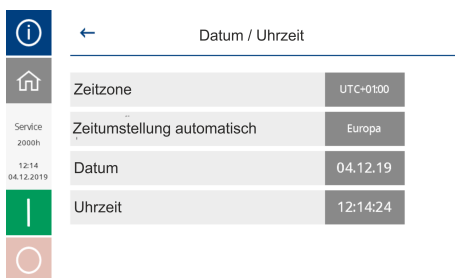 Datum / Uhrzeit
Zeitzone UTC+01:00
Zeitumstellung automatisch Europa
Service
2000h
Datum 04.12.19
12:14
04.12.2019
Uhrzeit 12:14:24